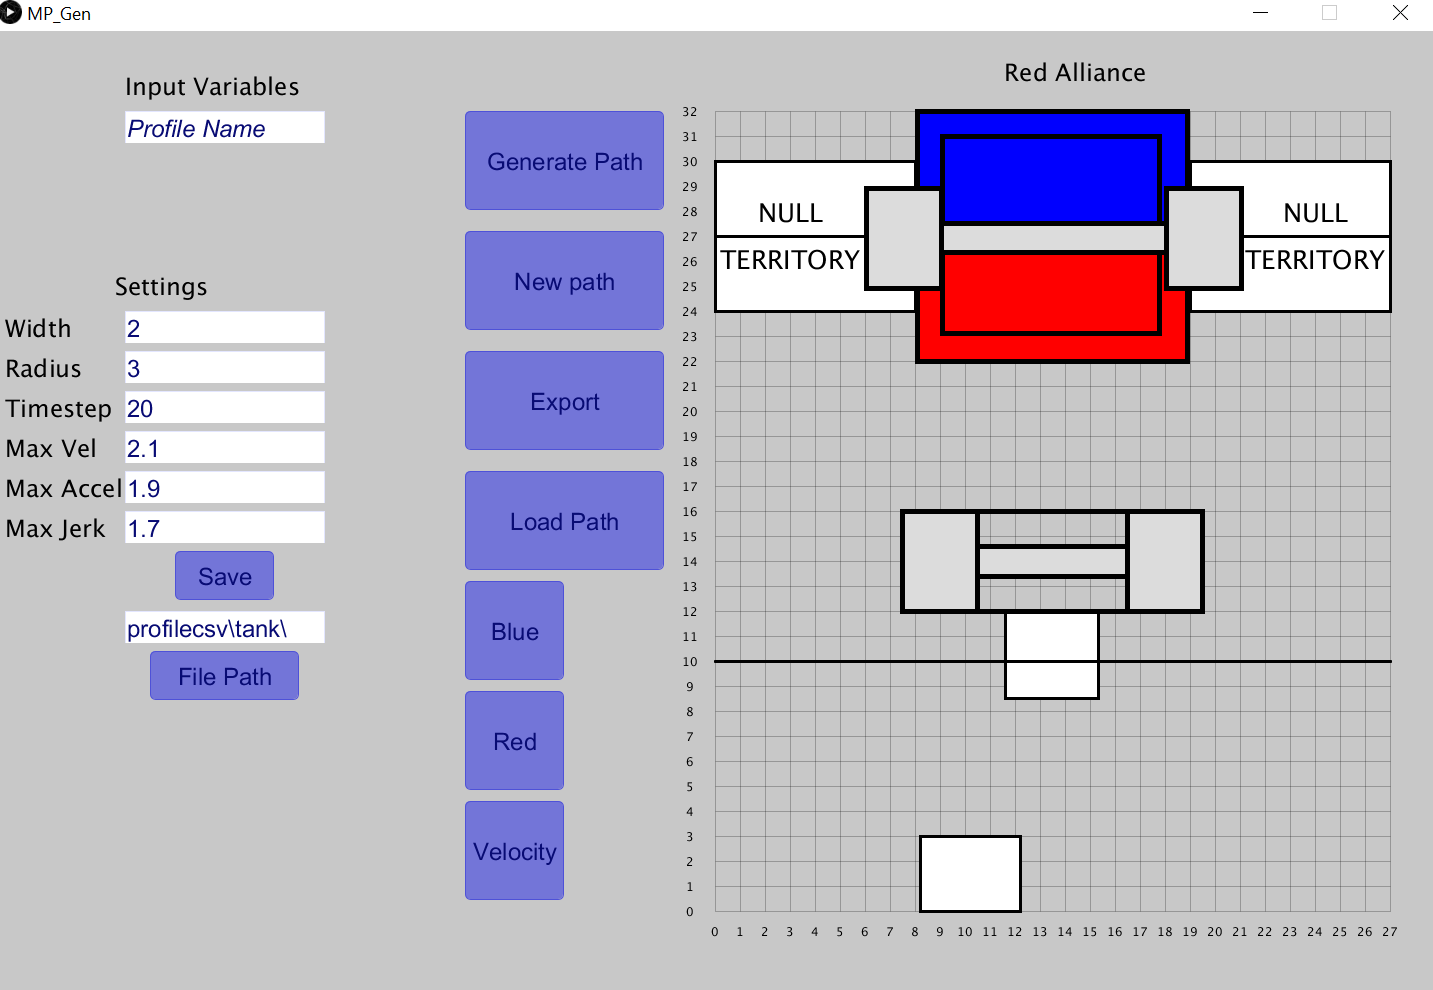 MP_Gen
Input Variables
Profile Name
Settings
Width 2
Radius 3
Timestep 20
Max Vel 2.1
Max Accel 1.9
Max Jerk 1.7
Save
profilecsv\tank\
File Path
Generate Path
New path
Export
Load Path
Blue
Red
Velocity
Red Alliance
32
31
30
29
28
27
26
25
24
23
22
21
20
19
18
17
16
15
14
13
12
11
10
9
8
7
6
5
4
3
2
1
0
NULL
TERRITORY
NULL
TERRITORY
0 1 2 3 4 5 6 7 8 9 10 11 12 13 14 15 16 17 18 19 20 21 22 23 24 25 26 27